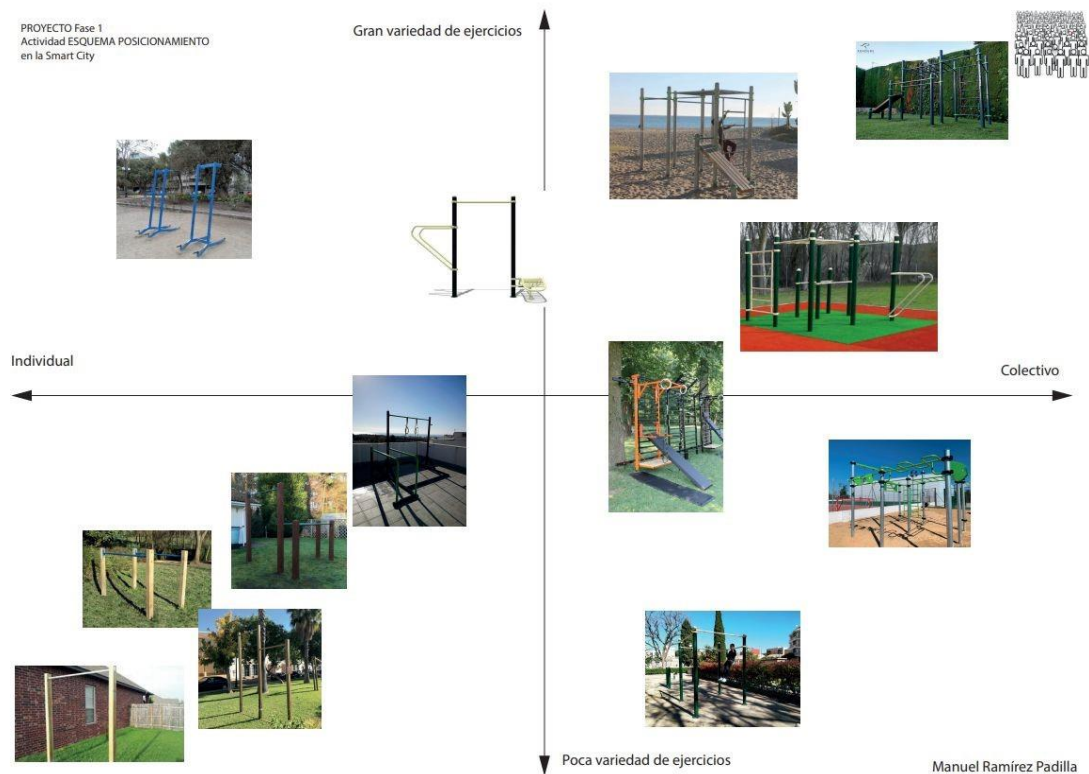 PROYECTO Fase 1
Actividad ESQUEMA POSICIONAMIENTO
en la Smart City
Gran variedad de ejercicios
Individual
Colectivo
Poca variedad de ejercicios
Manuel Ramírez Padilla